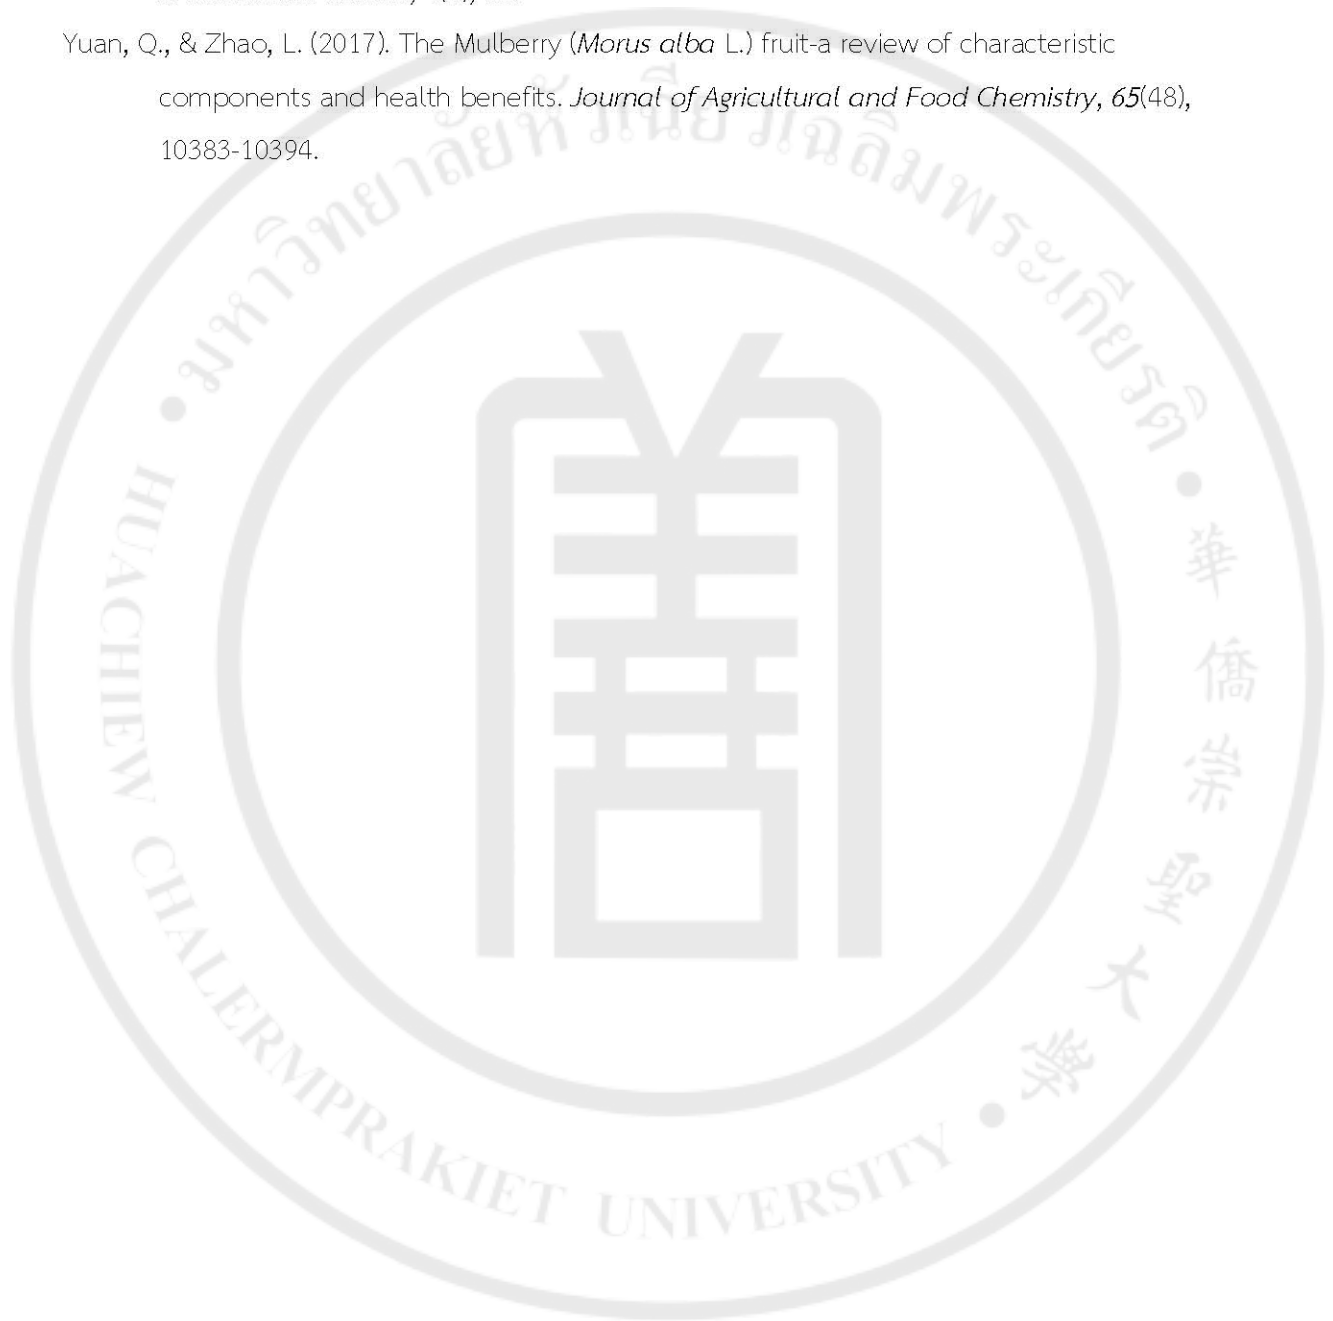 Yuan, Q., & Zhao, L. (2017). The Mulberry (Morus alba L.) fruit-a review of characteristic
components and health benefits. Journal of Agricultural and Food Chemistry, 65(48),
10383-10394.
มหาวิทยาลัยหัวเฉียวเฉลิมพระเกียรติ
華僑崇聖大學
HUACHIEW CHALERMPRAKIET UNIVERSITY